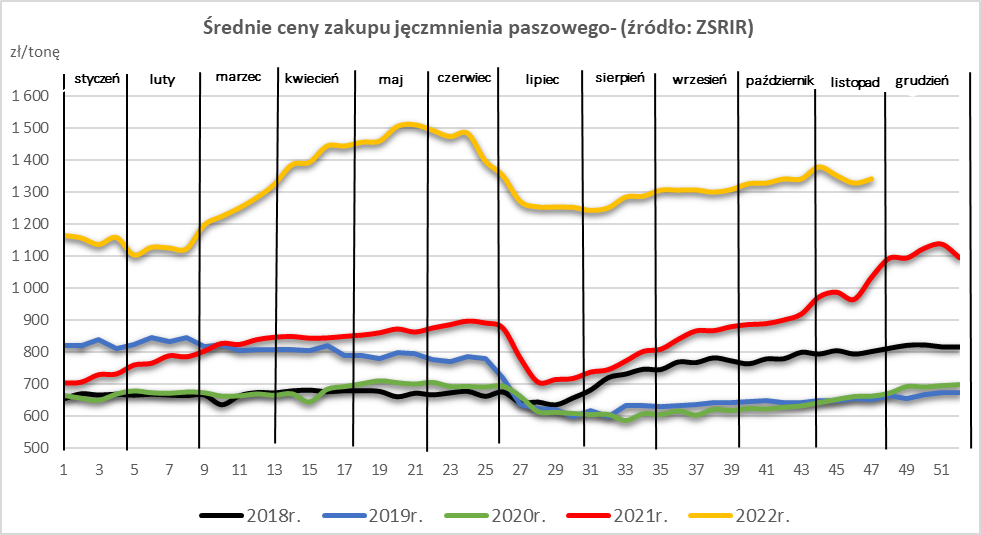 Średnie ceny zakupu jęczmnienia paszowego- (źródło: ZSRIR)
zł/tonę
styczeń luty marzec kwiecień maj czerwiec lipiec sierpień wrzesień październik listopad grudzień
1 600
1 500
1 400
1 300
1 200
1 100
1 000
900
800
700
600
500
1 3 5 7 9 11 13 15 17 19 21 23 25 27 29 31 33 35 37 39 41 43 45 47 49 51
2018r. 2019r. 2020r. 2021r. 2022r.